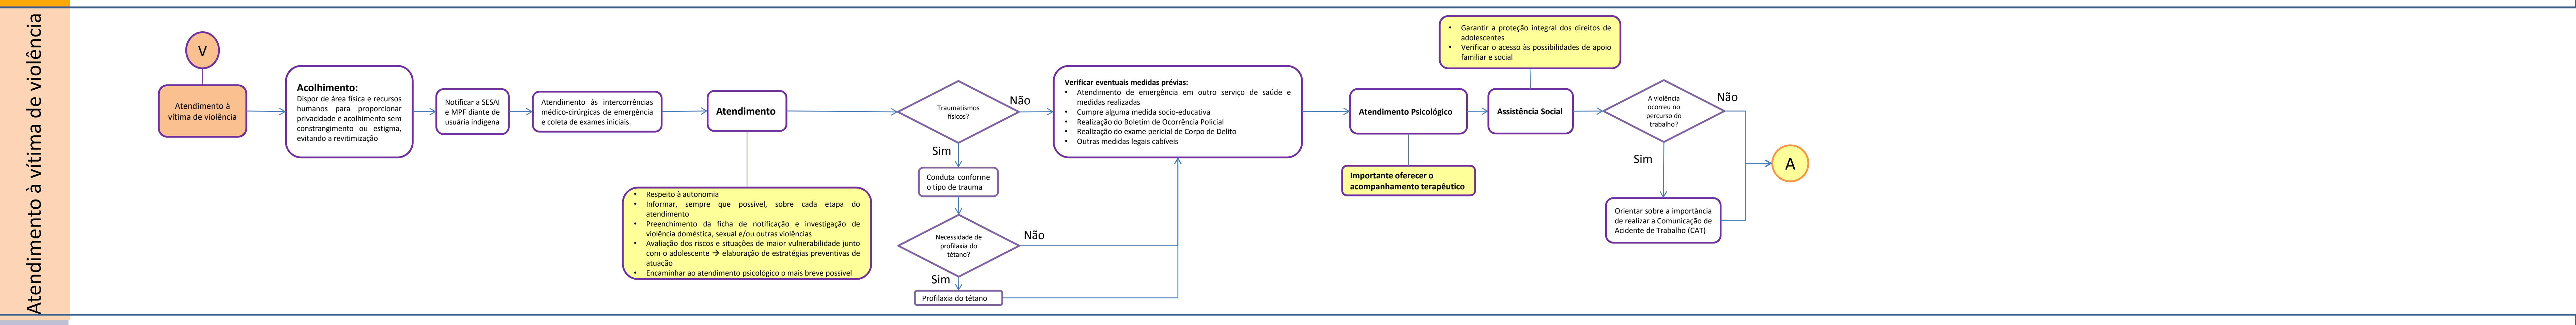 Atendimento à vítima de violência
V
Atendimento à
vítima de violência
Acolhimento:
Dispor de área física e recursos
humanos para proporcionar
privacidade e acolhimento sem
constrangimento ou estigma,
evitando a revitimização
Notificar a SESAI
e MPF diante de
usuária indígena
Atendimento às intercorrências
médico-cirúrgicas de emergência
e coleta de exames iniciais.
Atendimento
• Respeito à autonomia
• Informar, sempre que possível, sobre cada etapa do
atendimento
• Preenchimento da ficha de notificação e investigação de
violência doméstica, sexual e/ou outras violências
• Avaliação dos riscos e situações de maior vulnerabilidade junto
com o adolescente → elaboração de estratégias preventivas de
atuação
• Encaminhar ao atendimento psicológico o mais breve possível
Traumatismos
físicos?
Não
Sim
Conduta conforme
o tipo de trauma
Necessidade de
profilaxia do
tétano?
Não
Sim
Profilaxia do tétano
Verificar eventuais medidas prévias:
• Atendimento de emergência em outro serviço de saúde e
medidas realizadas
• Cumpre alguma medida socio-educativa
• Realização do Boletim de Ocorrência Policial
• Realização do exame pericial de Corpo de Delito
• Outras medidas legais cabíveis
Atendimento Psicológico
Importante oferecer o
acompanhamento terapêutico
• Garantir a proteção integral dos direitos de
adolescentes
• Verificar o acesso às possibilidades de apoio
familiar e social
Assistência Social
A violência
ocorreu no
percurso do
trabalho?
Não
Sim
Orientar sobre a importância
de realizar a Comunicação de
Acidente de Trabalho (CAT)
A